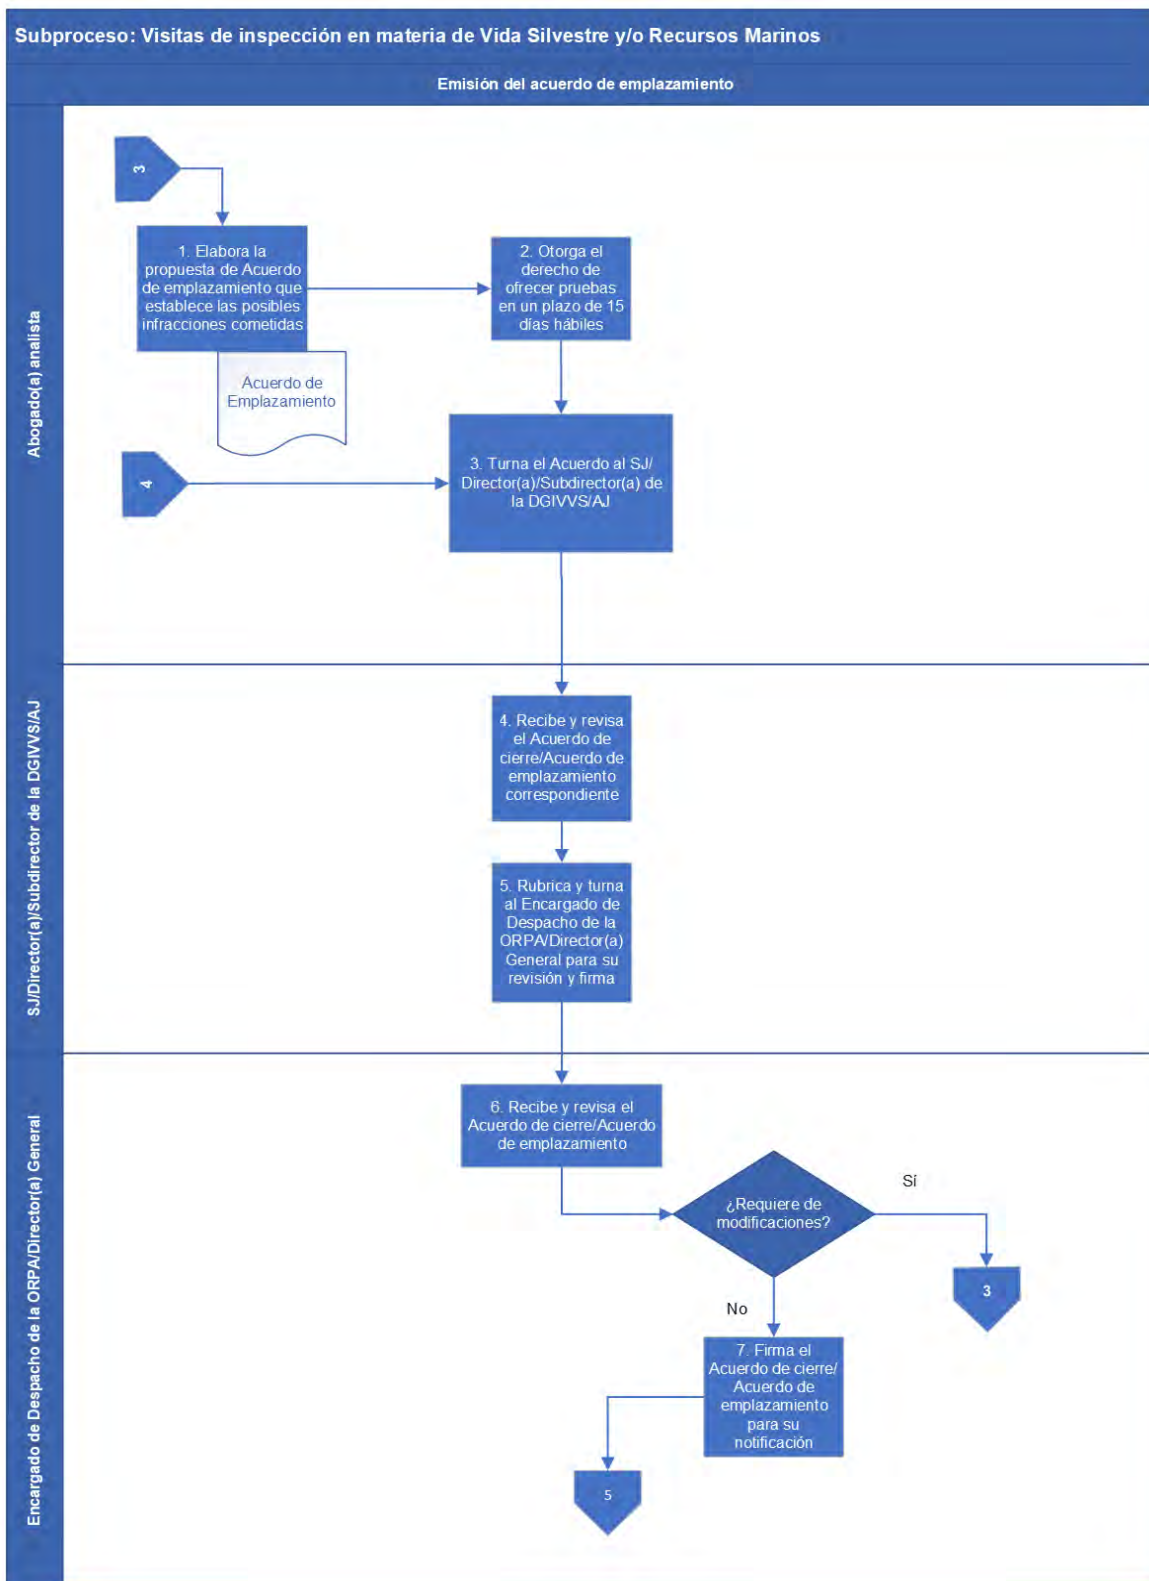 Subproceso: Visitas de inspección en materia de Vida Silvestre y/o Recursos Marinos
Emisión del acuerdo de emplazamiento
Abogado(a) analista
3
1. Elabora la
propuesta de Acuerdo
de emplazamiento que
establece las posibles
infracciones cometidas
2. Otorga el
derecho de
ofrecer pruebas
en un plazo de 15
días hábiles
Acuerdo de
Emplazamiento
4
3. Turna el Acuerdo al SJ/
Director(a)/Subdirector(a) de
la DGIVVS/AJ
SJ/Director(a)/Subdirector de la DGIVVS/AJ
4. Recibe y revisa
el Acuerdo de
cierre/Acuerdo de
emplazamiento
correspondiente
5. Rubrica y turna
al Encargado de
Despacho de la
ORPA/Director(a)
General para su
revisión y firma
Encargado de Despacho de la ORPA/Director(a) General
6. Recibe y revisa el
Acuerdo de cierre/Acuerdo
de emplazamiento
¿Requiere de
modificaciones?
Sí
3
No
7. Firma el
Acuerdo de cierre/
Acuerdo de
emplazamiento
para su
notificación
5